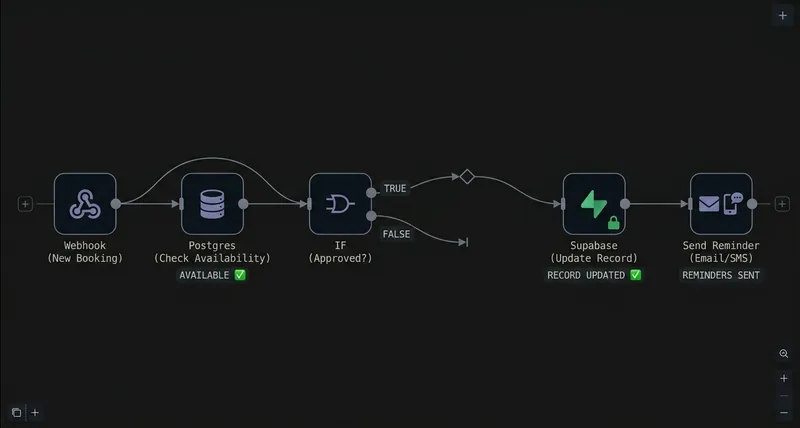 TRUE
FALSE
Webhook
(New Booking)
Postgres
(Check Availability)
AVAILABLE ✅
IF
(Approved?)
Supabase
(Update Record)
RECORD UPDATED ✅
Send Reminder
(Email/SMS)
REMINDERS SENT